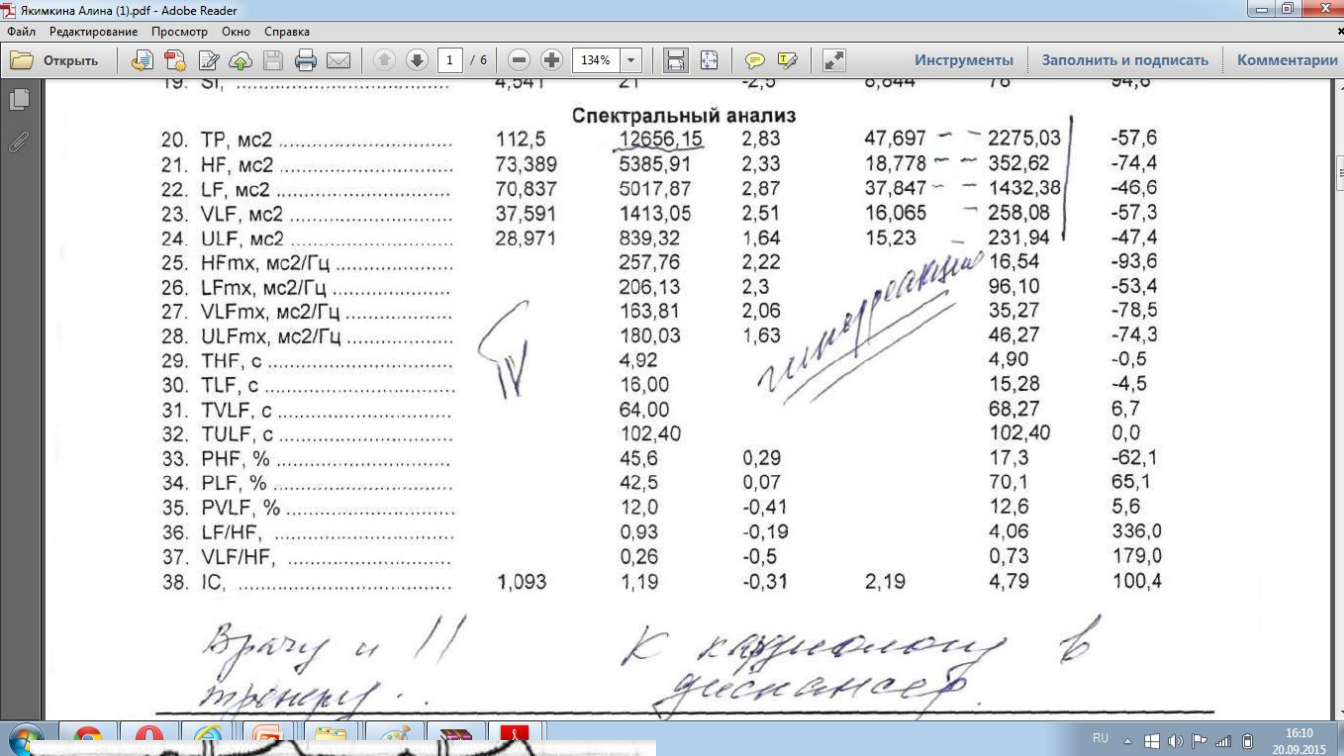 Якимкина Алина (1).pdf - Adobe Reader
Файл Редактирование Просмотр Окно Справка
Открыть 1 / 6 134% Инструменты Заполнить и подписать Комментарии
19. SI, ................................... 4,541 21 -2,5 8,844 78 94,6
Спектральный анализ
20. TP, мс2 ............................. 112,5 12656,15 2,83 47,697 – – 2275,03 -57,6
21. HF, мс2 ............................. 73,389 5385,91 2,33 18,778 – – 352,62 -74,4
22. LF, мс2 ............................. 70,837 5017,87 2,87 37,847 – – 1432,38 -46,6
23. VLF, мс2 ........................... 37,591 1413,05 2,51 16,065 – 258,08 -57,3
24. ULF, мс2 ........................... 28,971 839,32 1,64 15,23 – 231,94 -47,4
25. HFmx, мс2/Гц .................... 257,76 2,22 16,54 -93,6
26. LFmx, мс2/Гц ..................... 206,13 2,3 96,10 -53,4
27. VLFmx, мс2/Гц ................... 163,81 2,06 35,27 -78,5
28. ULFmx, мс2/Гц ................... 180,03 1,63 46,27 -74,3
29. THF, с ................................ 4,92 4,90 -0,5
30. TLF, с ................................ 16,00 15,28 -4,5
31. TVLF, с .............................. 64,00 68,27 6,7
32. TULF, с .............................. 102,40 102,40 0,0
33. PHF, % .............................. 45,6 0,29 17,3 -62,1
34. PLF, % ............................... 42,5 0,07 70,1 65,1
35. PVLF, % ............................. 12,0 -0,41 12,6 5,6
36. LF/HF, ............................... 0,93 -0,19 4,06 336,0
37. VLF/HF, ............................. 0,26 -0,5 0,73 179,0
38. IC, ..................................... 1,093 1,19 -0,31 2,19 4,79 100,4
IV
гиперреакция
Врачу и !! К кардиологу в
тренеру. диспансер.
RU 16:10
20.09.2015